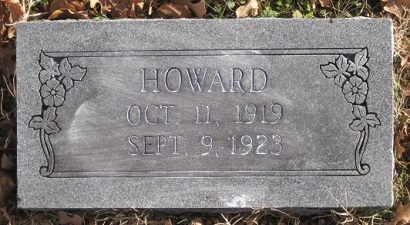 HOWARD
OCT. 11, 1919
SEPT. 9, 1923